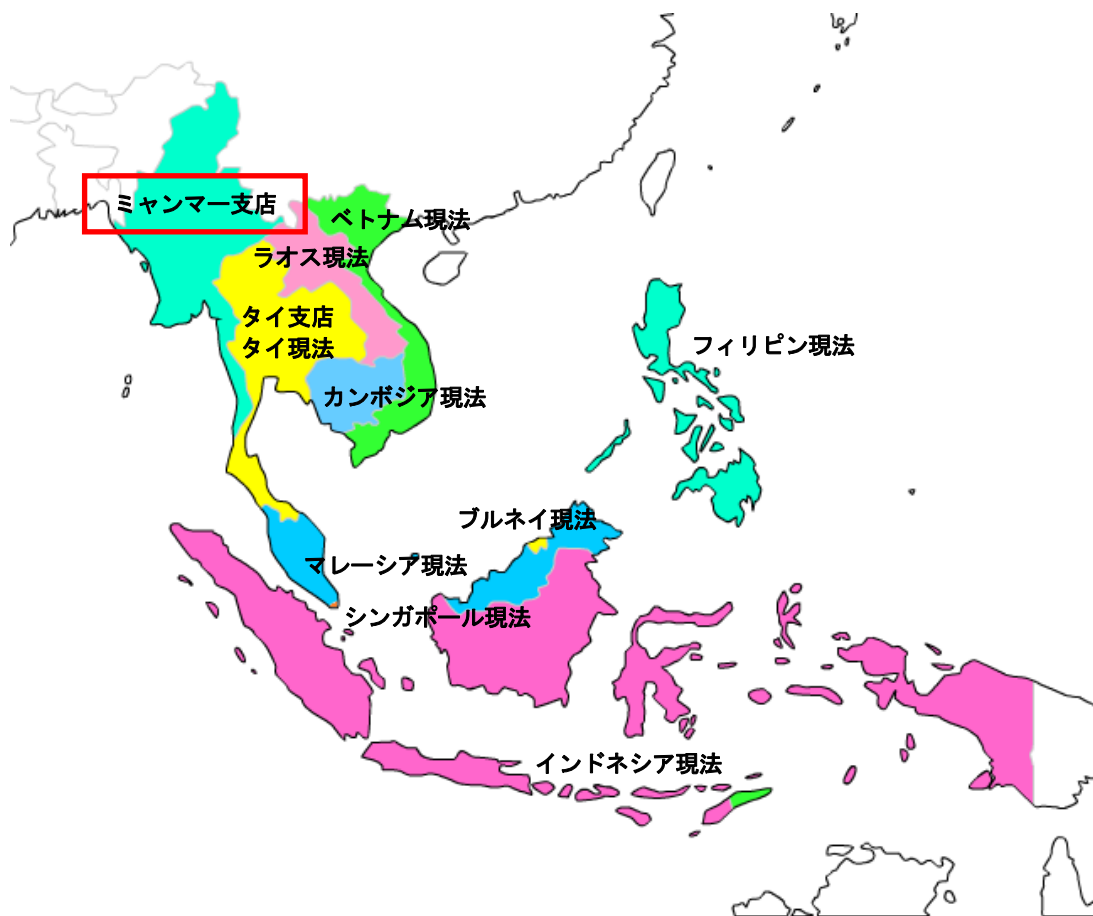 ミャンマー支店
ベトナム現法
ラオス現法
タイ支店
タイ現法
フィリピン現法
カンボジア現法
ブルネイ現法
マレーシア現法
シンガポール現法
インドネシア現法